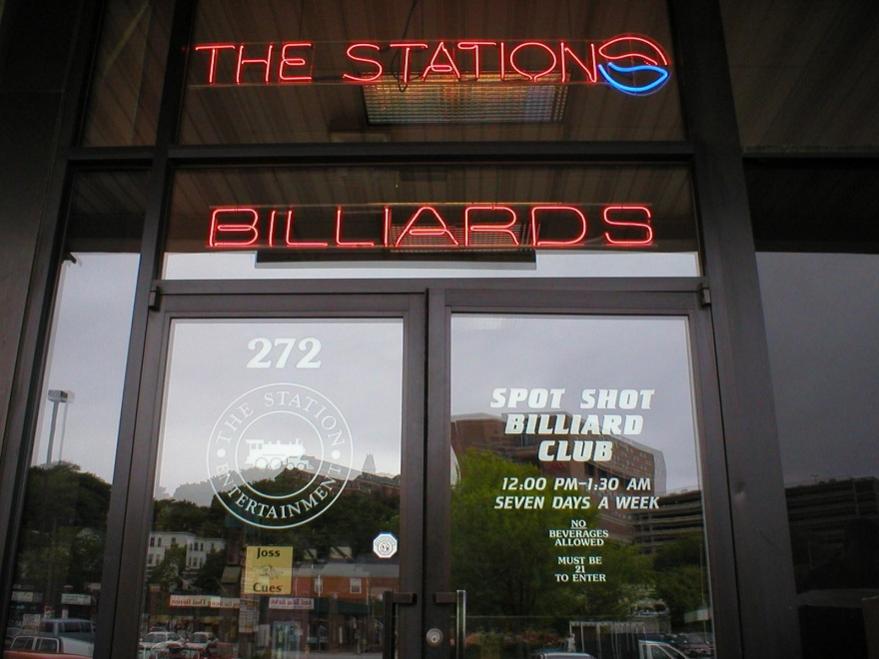 THE STATION
BILLIARDS
272
THE STATION
ENTERTAINMENT
Joss
Cues
SPOT SHOT
BILLIARD
CLUB
12:00 PM-1:30 AM
SEVEN DAYS A WEEK
NO
BEVERAGES
ALLOWED
MUST BE
21
TO ENTER